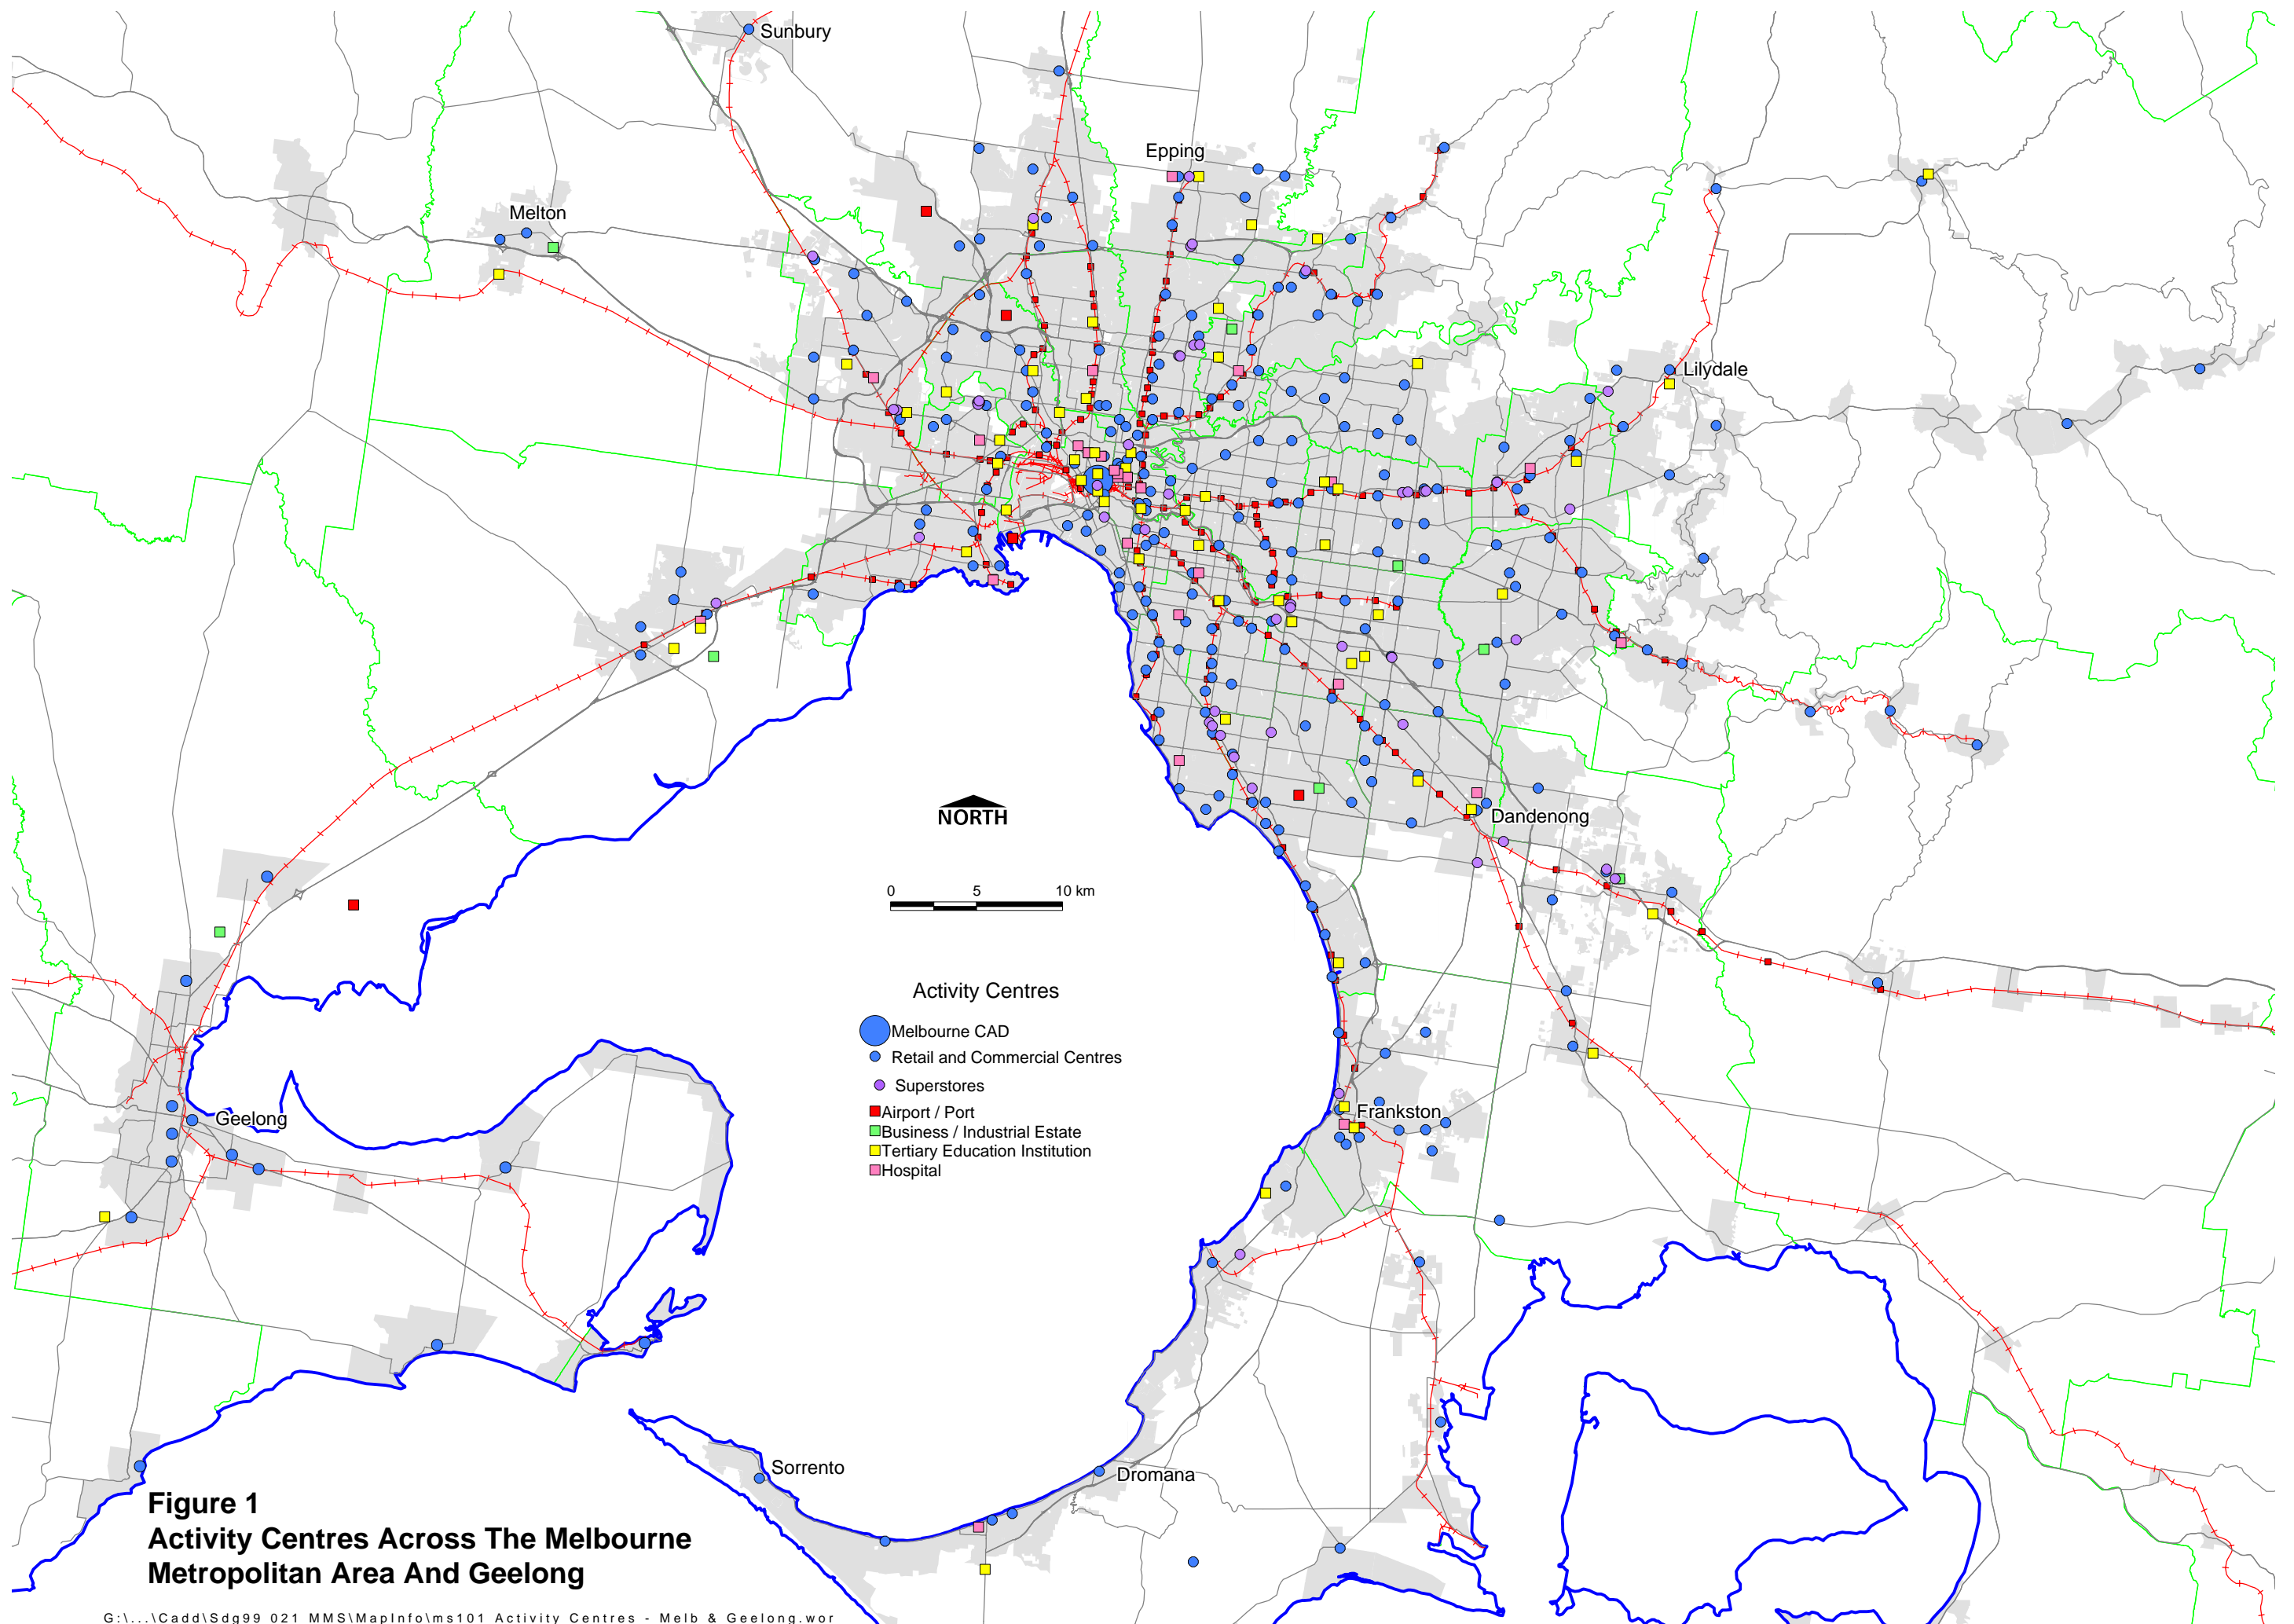 Sunbury
Epping
Melton
Lilydale
NORTH
Dandenong
0 5 10 km
Activity Centres
Melbourne CAD
Retail and Commercial Centres
Superstores
Airport / Port
Business / Industrial Estate
Tertiary Education Institution
Hospital
Geelong
Frankston
Sorrento
Dromana
Figure 1
Activity Centres Across The Melbourne
Metropolitan Area And Geelong
G:\...\Cadd\Sdg99 021 MMS\MapInfo\ms101 Activity Centres - Melb & Geelong.wor